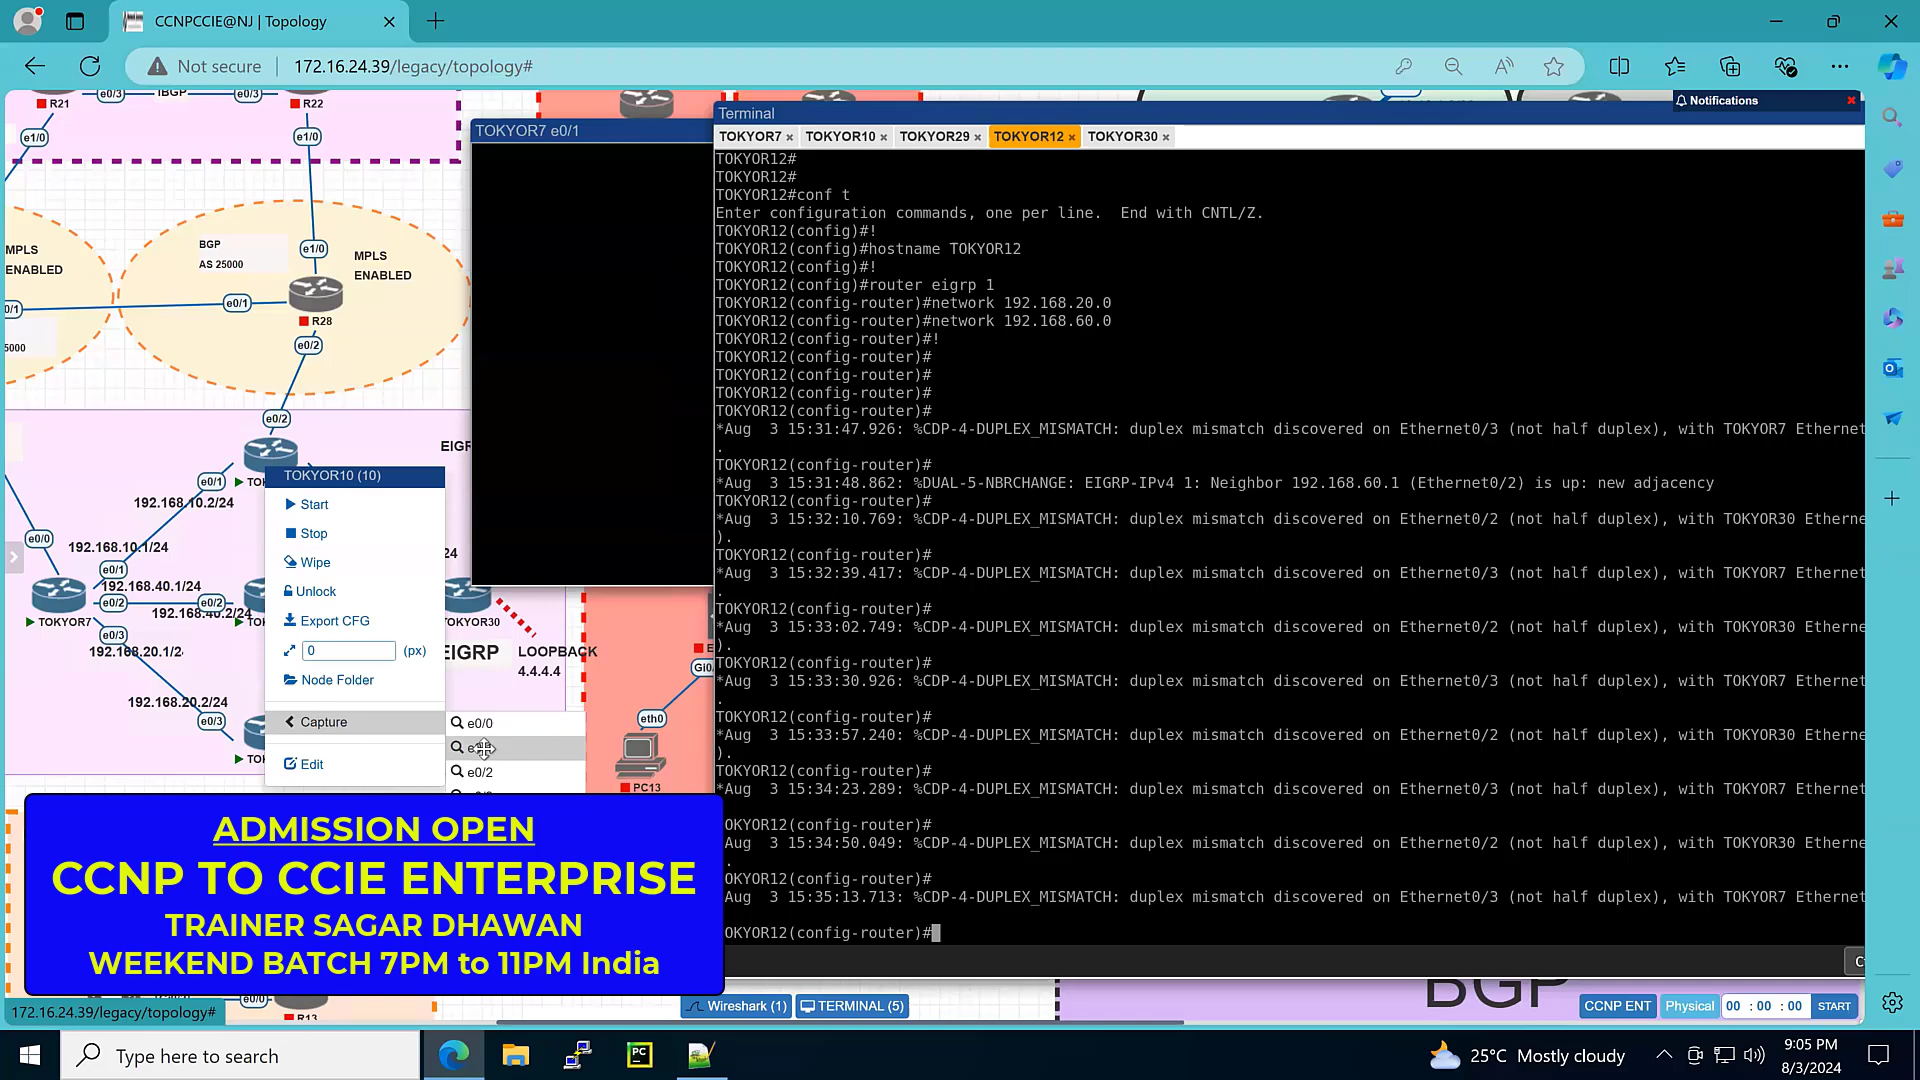 CCNPCCIE@NJ | Topology
Not secure
172.16.24.39/legacy/topology#
R21
e0/3
IBGP
e0/3
R22
e1/0
e1/0
MPLS
ENABLED
BGP
AS 25000
e1/0
MPLS
ENABLED
e0/1
R28
e0/2
5000
e0/2
e0/1
192.168.10.2/24
e0/0
192.168.10.1/24
e0/1
192.168.40.1/24
e0/2
e0/2
TOKYOR7
e0/3
192.168.20.1/2
192.168.20.2/24
e0/3
TOKYOR10 (10)
Start
Stop
Wipe
Unlock
Export CFG
0 (px)
Node Folder
Capture
Edit
e0/0
e0/2
TOKYOR30
EIGRP
LOOPBACK
4.4.4.4
eth0
PC13
TOKYOR7 e0/1
Terminal
Notifications
TOKYOR7 × TOKYOR10 × TOKYOR29 × TOKYOR12 × TOKYOR30 ×
TOKYOR12#
TOKYOR12#
TOKYOR12#conf t
Enter configuration commands, one per line.  End with CNTL/Z.
TOKYOR12(config)#!
TOKYOR12(config)#hostname TOKYOR12
TOKYOR12(config)#!
TOKYOR12(config)#router eigrp 1
TOKYOR12(config-router)#network 192.168.20.0
TOKYOR12(config-router)#network 192.168.60.0
TOKYOR12(config-router)#!
TOKYOR12(config-router)#
TOKYOR12(config-router)#
TOKYOR12(config-router)#
TOKYOR12(config-router)#
*Aug  3 15:31:47.926: %CDP-4-DUPLEX_MISMATCH: duplex mismatch discovered on Ethernet0/3 (not half duplex), with TOKYOR7 Ethernet
.
TOKYOR12(config-router)#
*Aug  3 15:31:48.862: %DUAL-5-NBRCHANGE: EIGRP-IPv4 1: Neighbor 192.168.60.1 (Ethernet0/2) is up: new adjacency
TOKYOR12(config-router)#
*Aug  3 15:32:10.769: %CDP-4-DUPLEX_MISMATCH: duplex mismatch discovered on Ethernet0/2 (not half duplex), with TOKYOR30 Etherne
).
TOKYOR12(config-router)#
*Aug  3 15:32:39.417: %CDP-4-DUPLEX_MISMATCH: duplex mismatch discovered on Ethernet0/3 (not half duplex), with TOKYOR7 Ethernet
.
TOKYOR12(config-router)#
*Aug  3 15:33:02.749: %CDP-4-DUPLEX_MISMATCH: duplex mismatch discovered on Ethernet0/2 (not half duplex), with TOKYOR30 Etherne
).
TOKYOR12(config-router)#
*Aug  3 15:33:30.926: %CDP-4-DUPLEX_MISMATCH: duplex mismatch discovered on Ethernet0/3 (not half duplex), with TOKYOR7 Ethernet
.
TOKYOR12(config-router)#
*Aug  3 15:33:57.240: %CDP-4-DUPLEX_MISMATCH: duplex mismatch discovered on Ethernet0/2 (not half duplex), with TOKYOR30 Etherne
).
TOKYOR12(config-router)#
*Aug  3 15:34:23.289: %CDP-4-DUPLEX_MISMATCH: duplex mismatch discovered on Ethernet0/3 (not half duplex), with TOKYOR7 Ethernet
OKYOR12(config-router)#
Aug  3 15:34:50.049: %CDP-4-DUPLEX_MISMATCH: duplex mismatch discovered on Ethernet0/2 (not half duplex), with TOKYOR30 Etherne
.
OKYOR12(config-router)#
Aug  3 15:35:13.713: %CDP-4-DUPLEX_MISMATCH: duplex mismatch discovered on Ethernet0/3 (not half duplex), with TOKYOR7 Ethernet
OKYOR12(config-router)#
ADMISSION OPEN
CCNP TO CCIE ENTERPRISE
TRAINER SAGAR DHAWAN
WEEKEND BATCH 7PM to 11PM India
e0/0
R13
BGP
172.16.24.39/legacy/topology#
Wireshark (1)
TERMINAL (5)
CCNP ENT
Physical
00 : 00 : 00
START
Type here to search
25°C Mostly cloudy
9:05 PM
8/3/2024